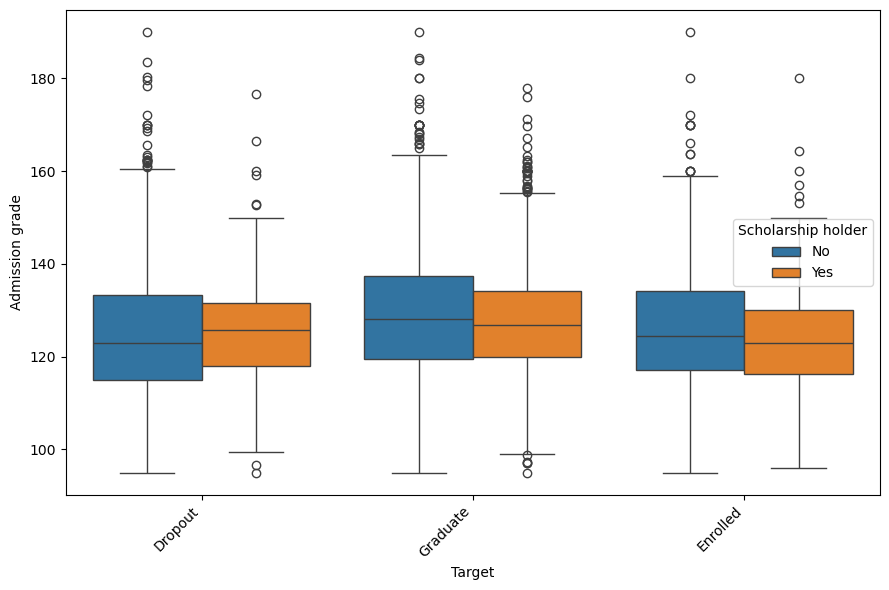 Admission grade
180
160
140
120
100
Scholarship holder
No
Yes
Dropout
Graduate
Enrolled
Target